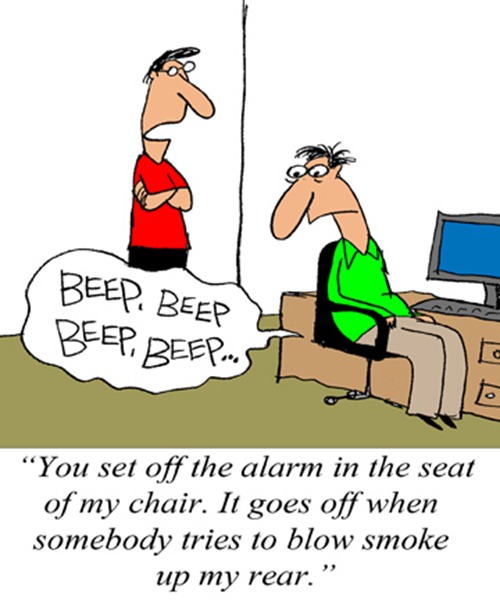 BEEP. BEEP
BEEP, BEEP...
“You set off the alarm in the seat
of my chair. It goes off when
somebody tries to blow smoke
up my rear.”